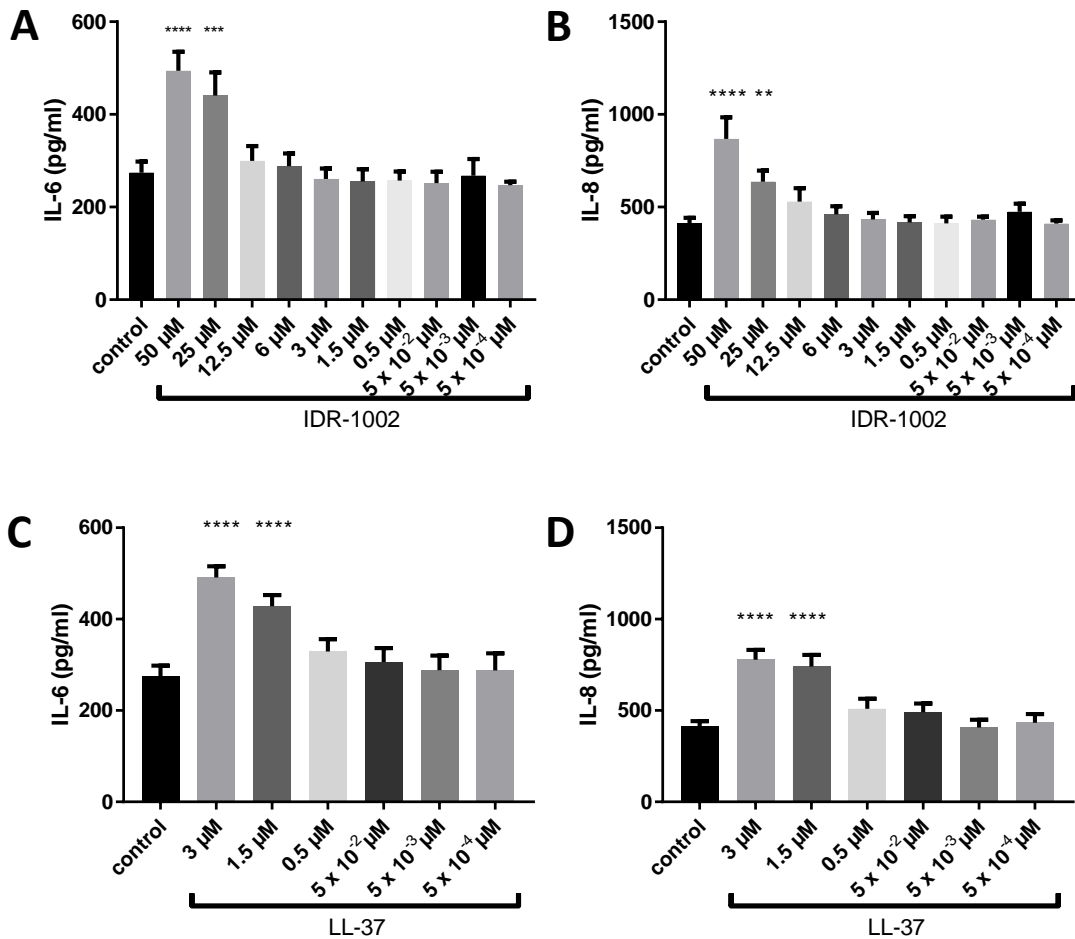 A
IL-6 (pg/ml)
600
400
200
0
**** ***
control
50 µM
25 µM
12.5 µM
6 µM
3 µM
1.5 µM
0.5 µM
5 x 10-2 µM
5 x 10-3 µM
5 x 10-4 µM
IDR-1002
B
IL-8 (pg/ml)
1500
1000
500
0
**** **
control
50 µM
25 µM
12.5 µM
6 µM
3 µM
1.5 µM
0.5 µM
5 x 10-2 µM
5 x 10-3 µM
5 x 10-4 µM
IDR-1002
C
IL-6 (pg/ml)
600
400
200
0
**** ****
control
3 µM
1.5 µM
0.5 µM
5 x 10-2 µM
5 x 10-3 µM
5 x 10-4 µM
LL-37
D
IL-8 (pg/ml)
1500
1000
500
0
**** ****
control
3 µM
1.5 µM
0.5 µM
5 x 10-2 µM
5 x 10-3 µM
5 x 10-4 µM
LL-37